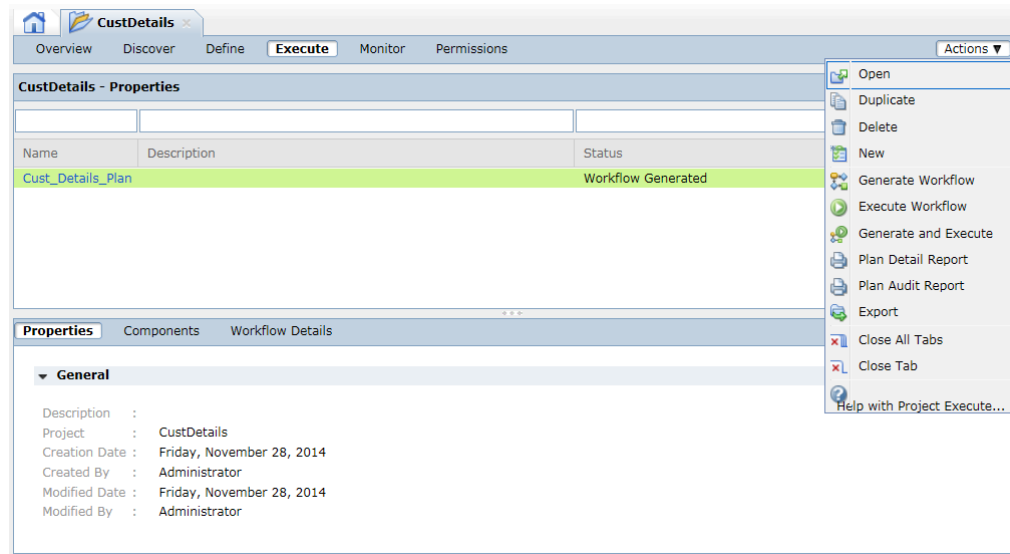 CustDetails
Overview Discover Define Execute Monitor Permissions Actions ▼
CustDetails - Properties
Name Description Status
Cust_Details_Plan Workflow Generated
Open
Duplicate
Delete
New
Generate Workflow
Execute Workflow
Generate and Execute
Plan Detail Report
Plan Audit Report
Export
Close All Tabs
Close Tab
Help with Project Execute...
Properties Components Workflow Details
General
Description :
Project : CustDetails
Creation Date : Friday, November 28, 2014
Created By : Administrator
Modified Date : Friday, November 28, 2014
Modified By : Administrator